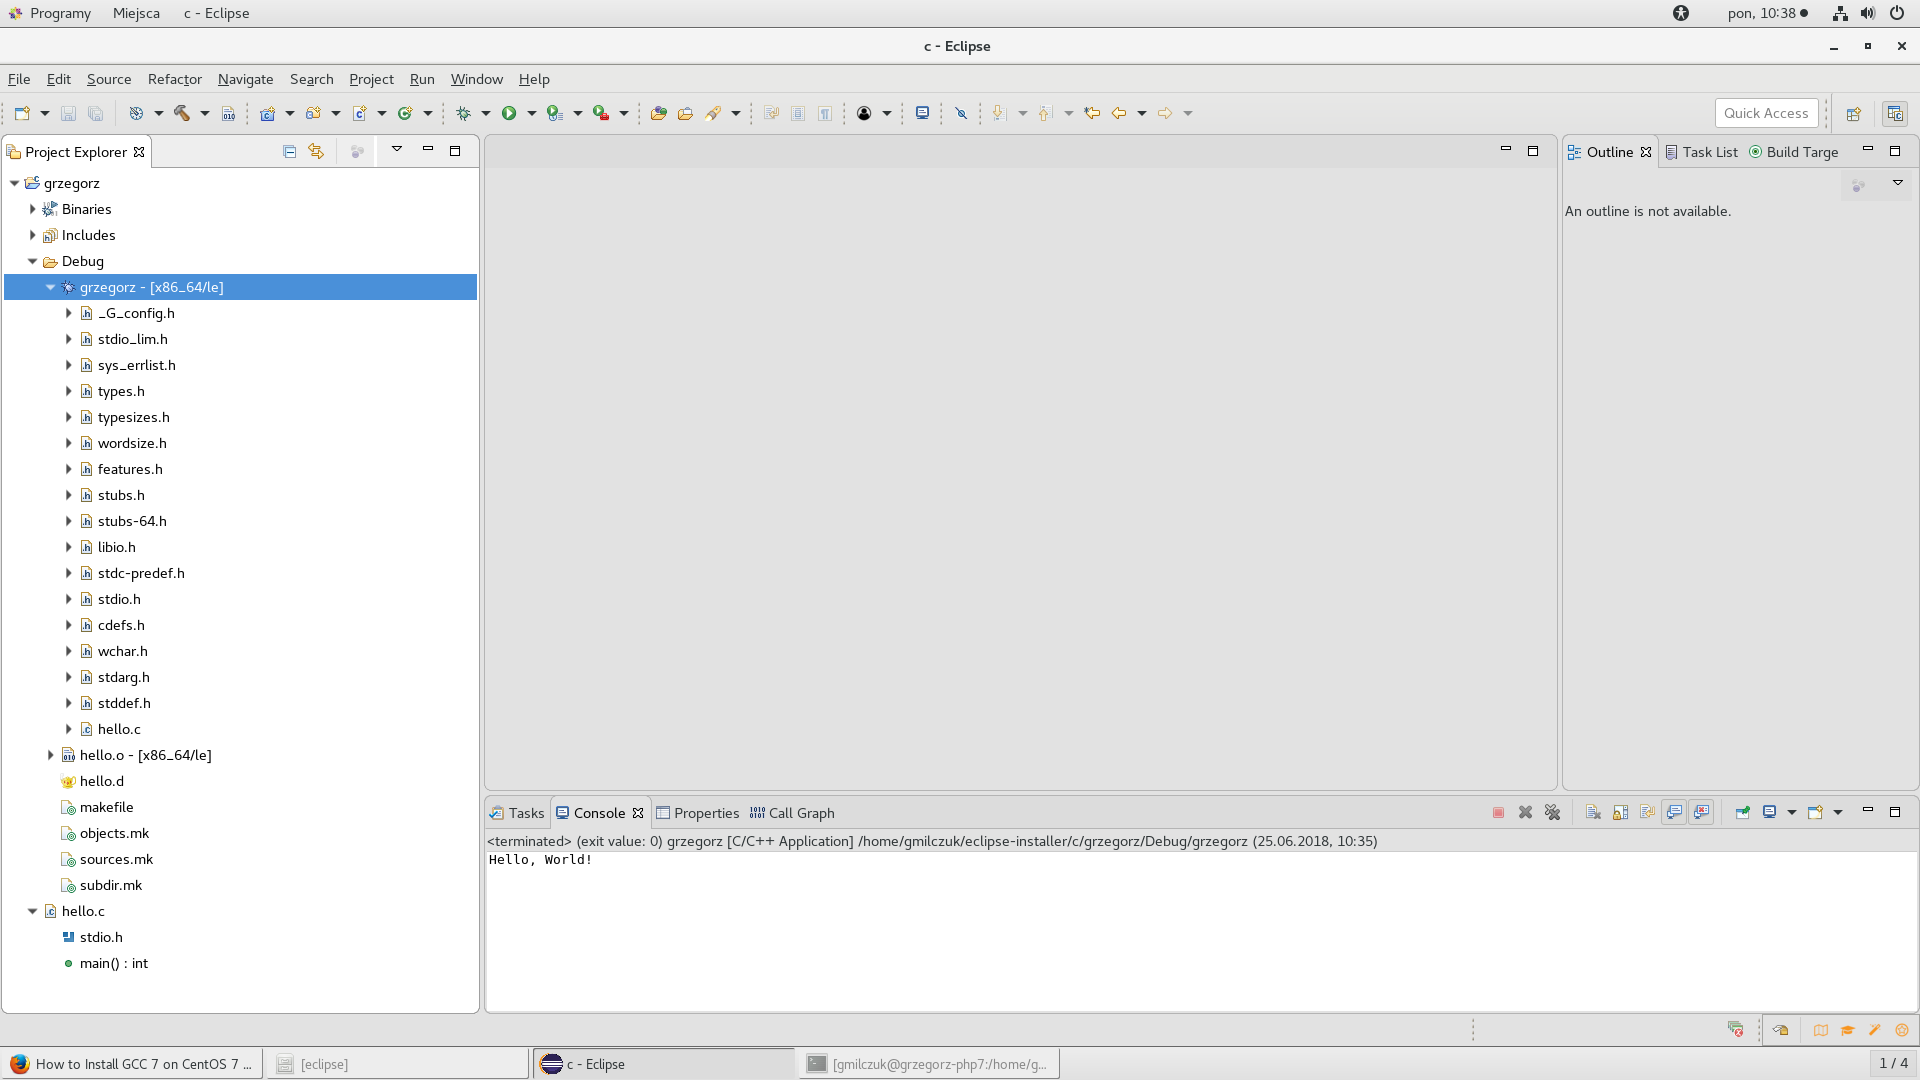 Programy Miejsca c - Eclipse pon, 10:38
c - Eclipse
File Edit Source Refactor Navigate Search Project Run Window Help
Quick Access
Project Explorer
Outline Task List Build Targe
grzegorz
An outline is not available.
Binaries
Includes
Debug
grzegorz - [x86_64/le]
_G_config.h
stdio_lim.h
sys_errlist.h
types.h
typesizes.h
wordsize.h
features.h
stubs.h
stubs-64.h
libio.h
stdc-predef.h
stdio.h
cdefs.h
wchar.h
stdarg.h
stddef.h
hello.c
hello.o - [x86_64/le]
hello.d
makefile
objects.mk
sources.mk
subdir.mk
hello.c
stdio.h
main() : int
Tasks Console Properties Call Graph
<terminated> (exit value: 0) grzegorz [C/C++ Application] /home/gmilczuk/eclipse-installer/c/grzegorz/Debug/grzegorz (25.06.2018, 10:35)
Hello, World!
How to Install GCC 7 on CentOS 7 ... [eclipse] c - Eclipse [gmilczuk@grzegorz-php7:/home/g... 1 / 4